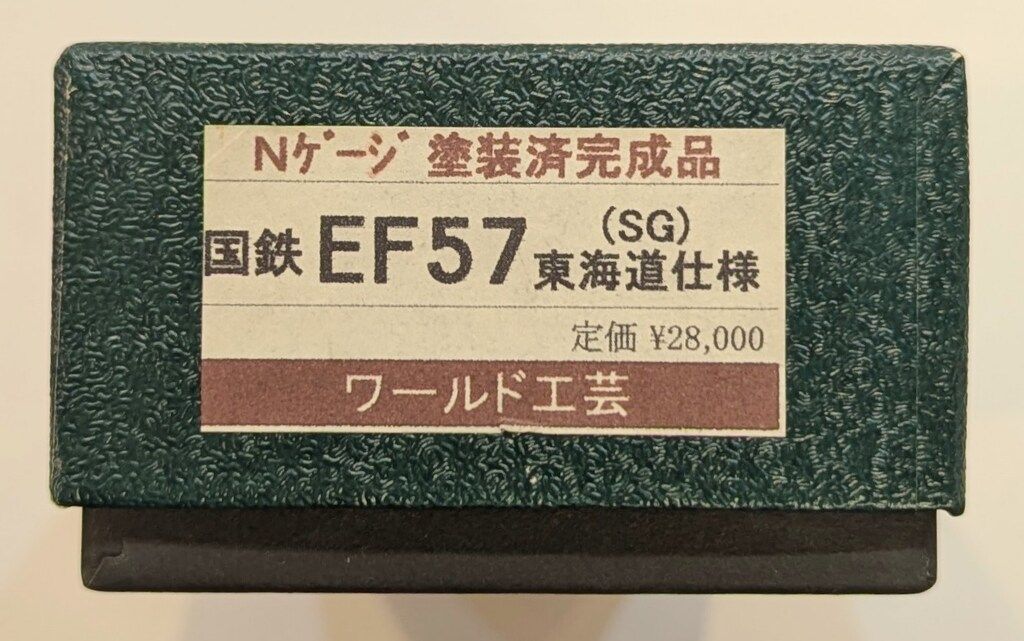 Nゲージ 塗装済完成品
国鉄 EF57 (SG) 東海道仕様
定価 ¥28,000
ワールド工芸